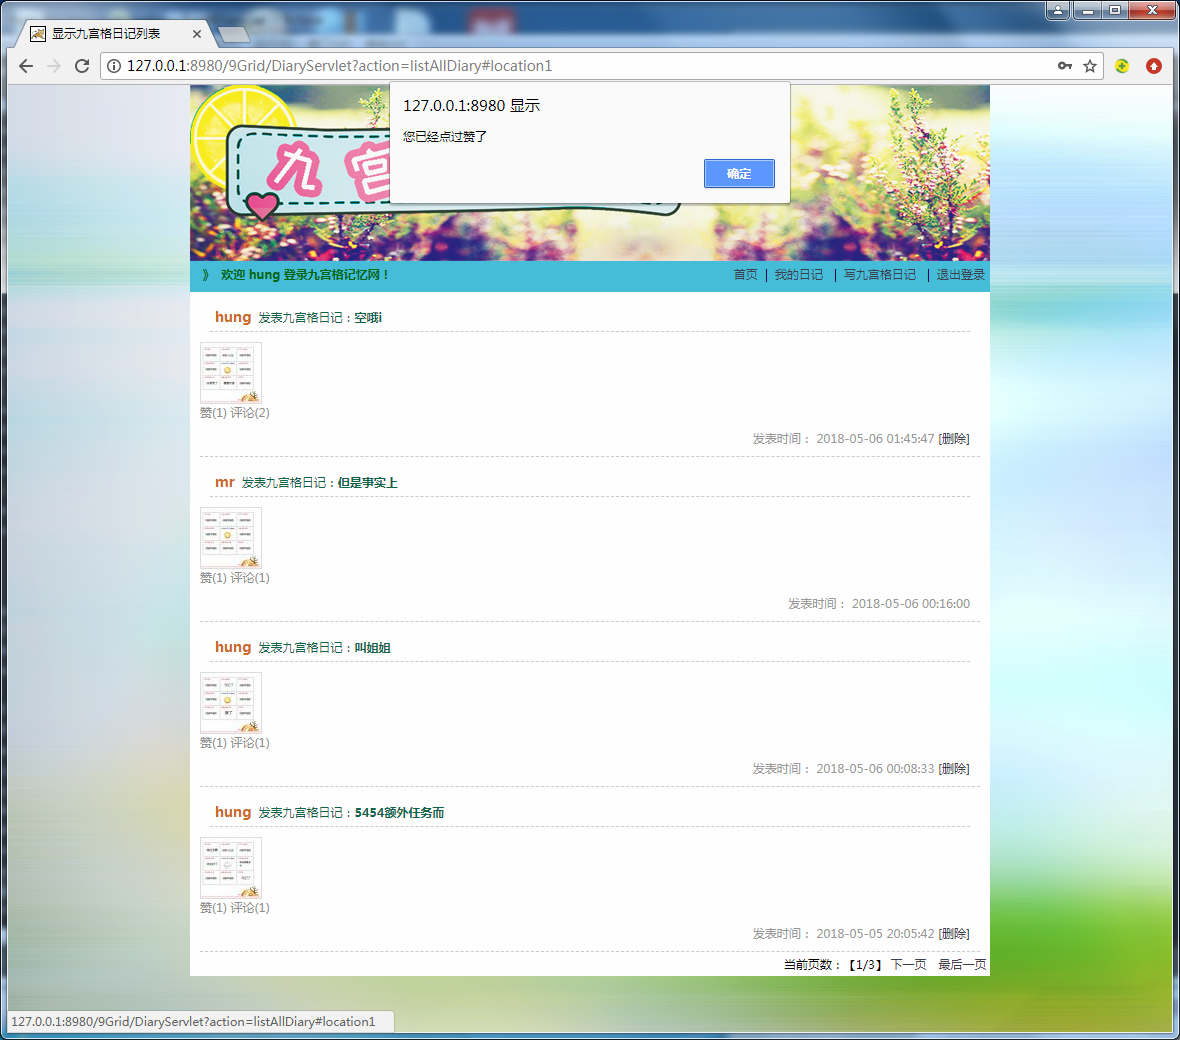 显示九宫格日记列表
127.0.0.1:8980/9Grid/DiaryServlet?action=listAllDiary#location1
127.0.0.1:8980 显示
您已经点过赞了
确定
九宫
》 欢迎 hung 登录九宫格记忆网！
首页 | 我的日记 | 写九宫格日记 | 退出登录
hung 发表九宫格日记：空哦i
赞(1) 评论(2)
发表时间： 2018-05-06 01:45:47 [删除]
mr 发表九宫格日记：但是事实上
赞(1) 评论(1)
发表时间： 2018-05-06 00:16:00
hung 发表九宫格日记：叫姐姐
赞(1) 评论(1)
发表时间： 2018-05-06 00:08:33 [删除]
hung 发表九宫格日记：5454额外任务而
赞(1) 评论(1)
发表时间： 2018-05-05 20:05:42 [删除]
当前页数：【1/3】 下一页 最后一页
127.0.0.1:8980/9Grid/DiaryServlet?action=listAllDiary#location1